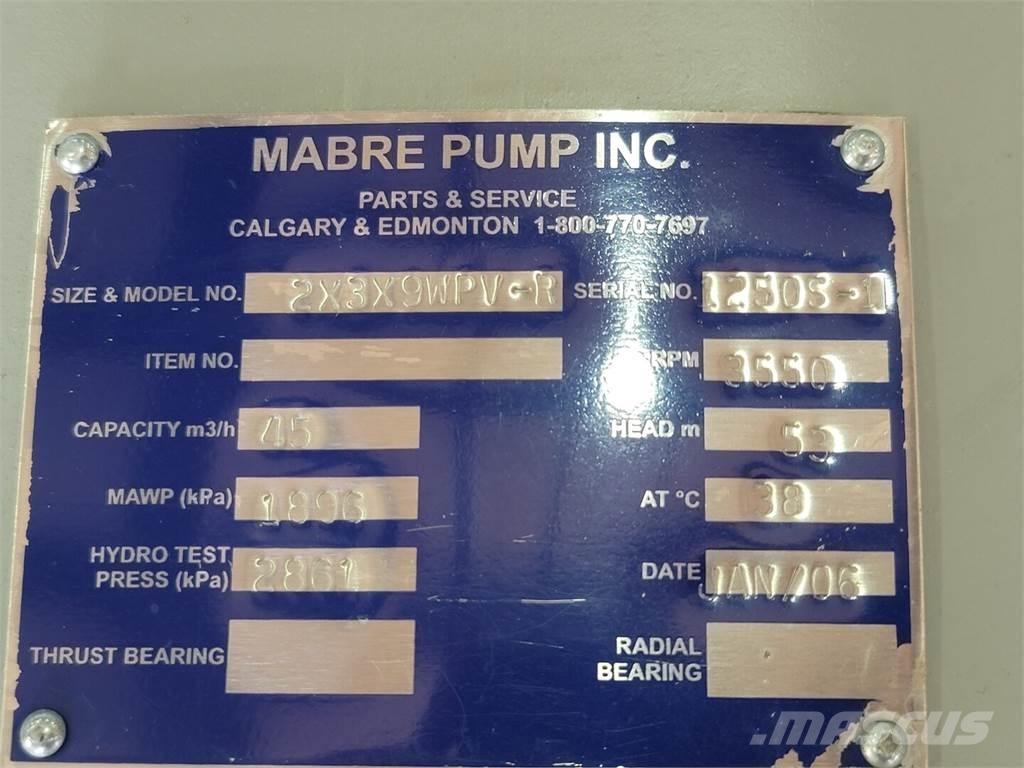 MABRE PUMP INC.
PARTS & SERVICE
CALGARY & EDMONTON 1-800-770-7697
SIZE & MODEL NO. 2X3X9WPV-R SERIAL NO. 12505-1
ITEM NO. RPM 3550
CAPACITY m3/h 45 HEAD m 53
MAWP (kPa) 1896 AT °C 38
HYDRO TEST
PRESS (kPa) 2861 DATE JAN/06
THRUST BEARING RADIAL
BEARING
MASCUS